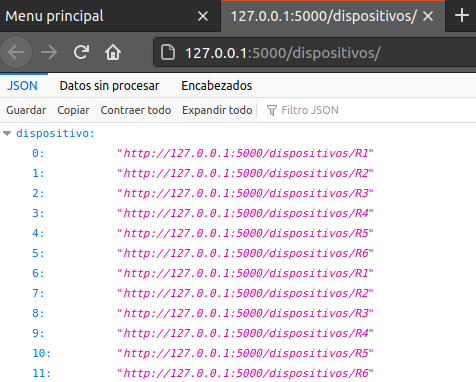 Menu principal × 127.0.0.1:5000/dispositivos/ × +
127.0.0.1:5000/dispositivos/
JSON Datos sin procesar Encabezados
Guardar Copiar Contraer todo Expandir todo Filtro JSON
dispositivo:
0: "http://127.0.0.1:5000/dispositivos/R1"
1: "http://127.0.0.1:5000/dispositivos/R2"
2: "http://127.0.0.1:5000/dispositivos/R3"
3: "http://127.0.0.1:5000/dispositivos/R4"
4: "http://127.0.0.1:5000/dispositivos/R5"
5: "http://127.0.0.1:5000/dispositivos/R6"
6: "http://127.0.0.1:5000/dispositivos/R1"
7: "http://127.0.0.1:5000/dispositivos/R2"
8: "http://127.0.0.1:5000/dispositivos/R3"
9: "http://127.0.0.1:5000/dispositivos/R4"
10: "http://127.0.0.1:5000/dispositivos/R5"
11: "http://127.0.0.1:5000/dispositivos/R6"